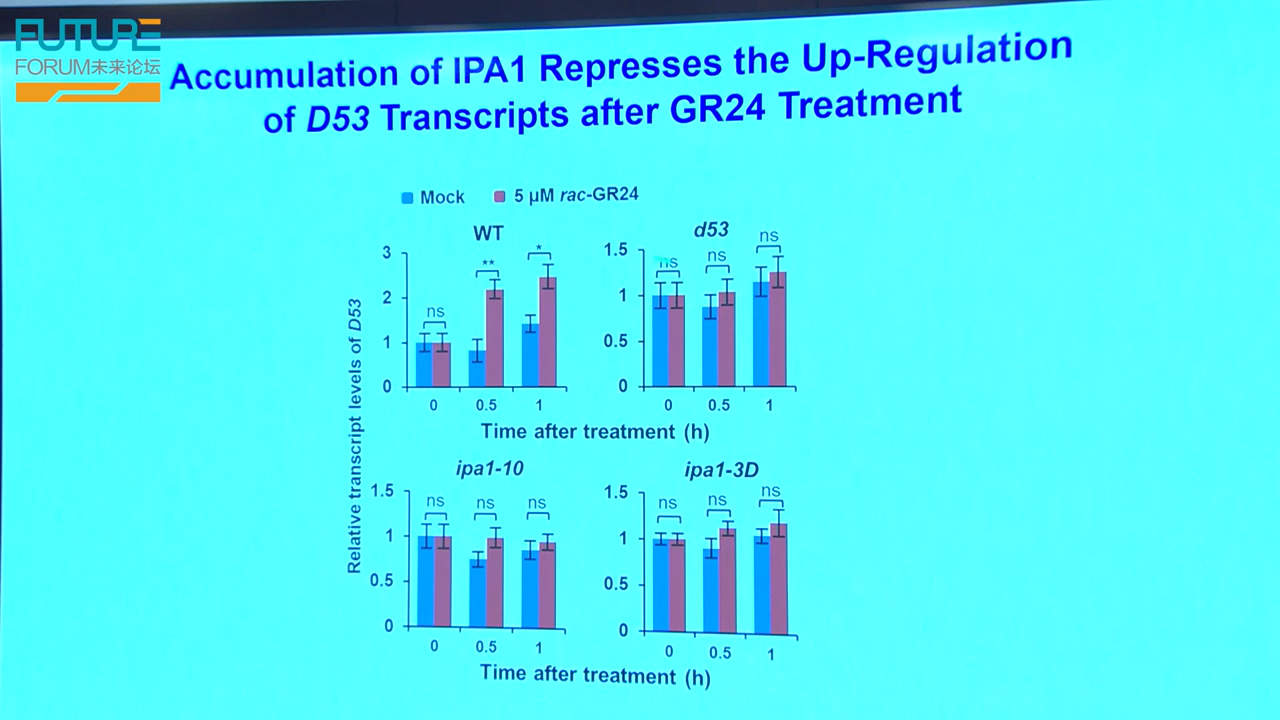 FUTURE
FORUM未来论坛
Accumulation of IPA1 Represses the Up-Regulation
of D53 Transcripts after GR24 Treatment
Mock 5 µM rac-GR24
Relative transcript levels of D53
WT
3
2
1
0
ns ** *
0 0.5 1
d53
1.5
1
0.5
0
ns ns ns
0 0.5 1
Time after treatment (h)
ipa1-10
1.5
1
0.5
0
ns ns ns
0 0.5 1
ipa1-3D
1.5
1
0.5
0
ns ns ns
0 0.5 1
Time after treatment (h)